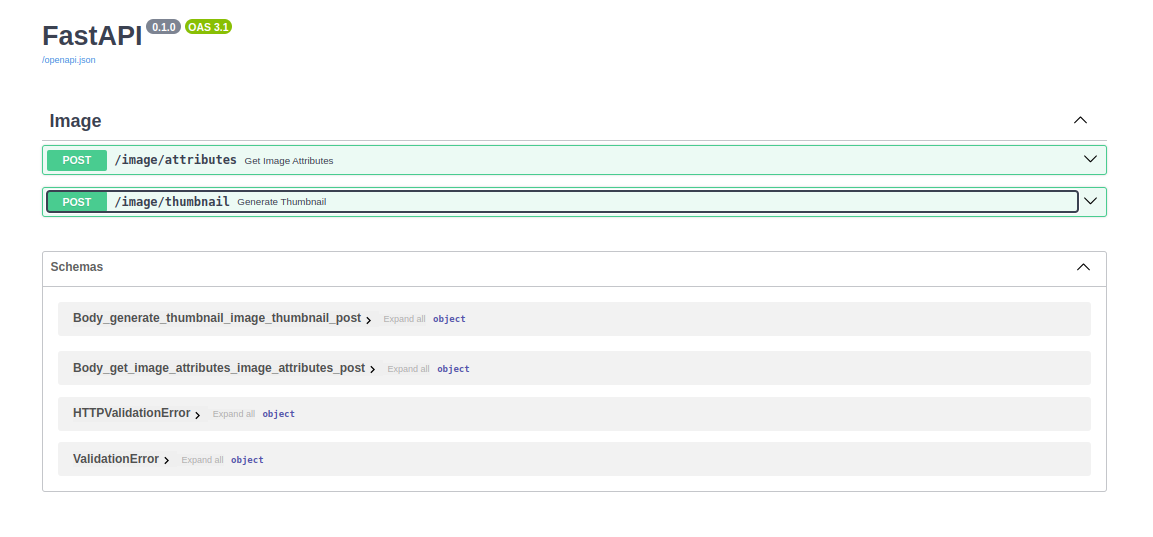 FastAPI 0.1.0 OAS 3.1
/openapi.json
Image
POST /image/attributes Get Image Attributes
POST /image/thumbnail Generate Thumbnail
Schemas
Body_generate_thumbnail_image_thumbnail_post Expand all object
Body_get_image_attributes_image_attributes_post Expand all object
HTTPValidationError Expand all object
ValidationError Expand all object